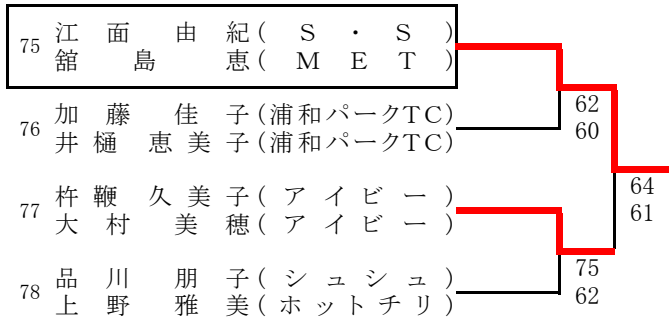 75 江面由紀(S・S)
舘島恵(MET)
76 加藤佳子(浦和パークTC)
井樋恵美子(浦和パークTC)
77 杵鞭久美子(アイビー)
大村美穂(アイビー)
78 品川朋子(シュシュ)
上野雅美(ホットチリ)
62
60
64
61
75
62